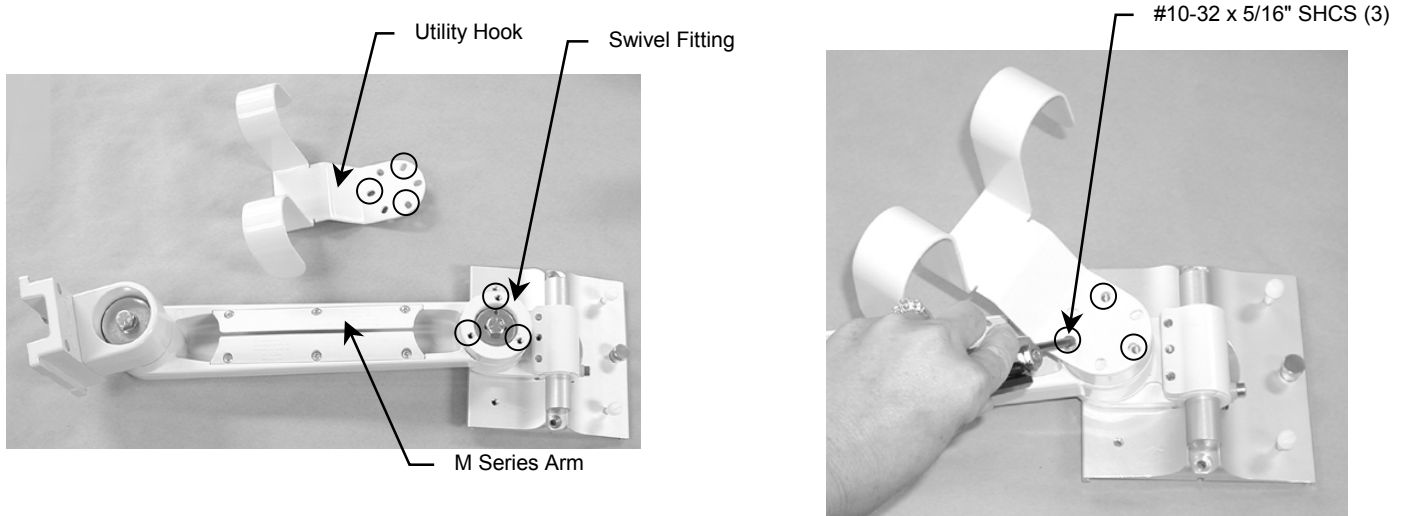 Utility Hook
Swivel Fitting
M Series Arm
#10-32 x 5/16" SHCS (3)